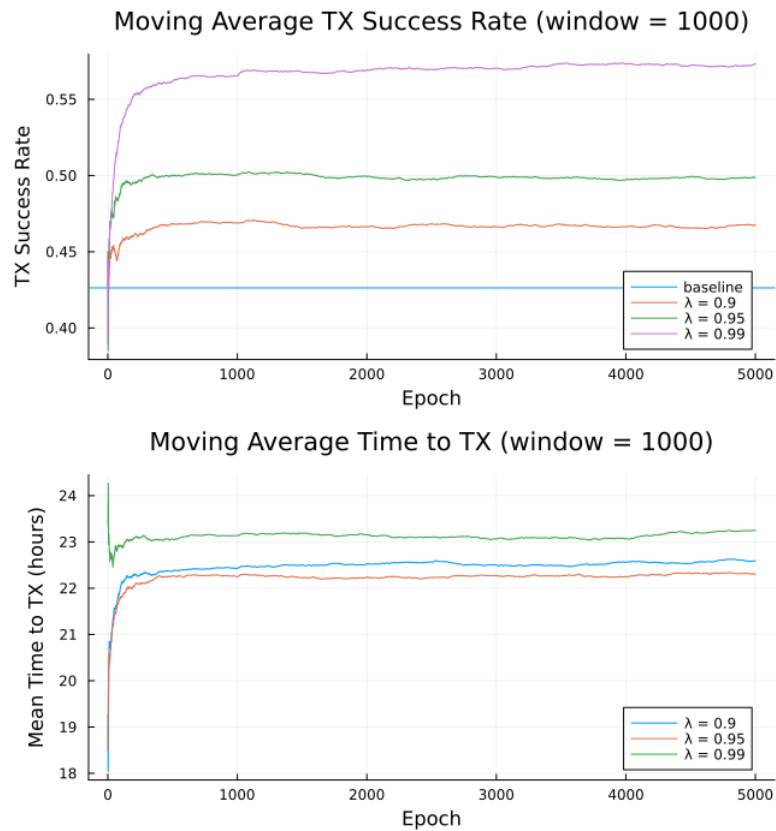 Moving Average TX Success Rate (window = 1000)
TX Success Rate
0.55
0.50
0.45
0.40
baseline
λ = 0.9
λ = 0.95
λ = 0.99
0 1000 2000 3000 4000 5000
Epoch
Moving Average Time to TX (window = 1000)
Mean Time to TX (hours)
24
23
22
21
20
19
18
λ = 0.9
λ = 0.95
λ = 0.99
0 1000 2000 3000 4000 5000
Epoch